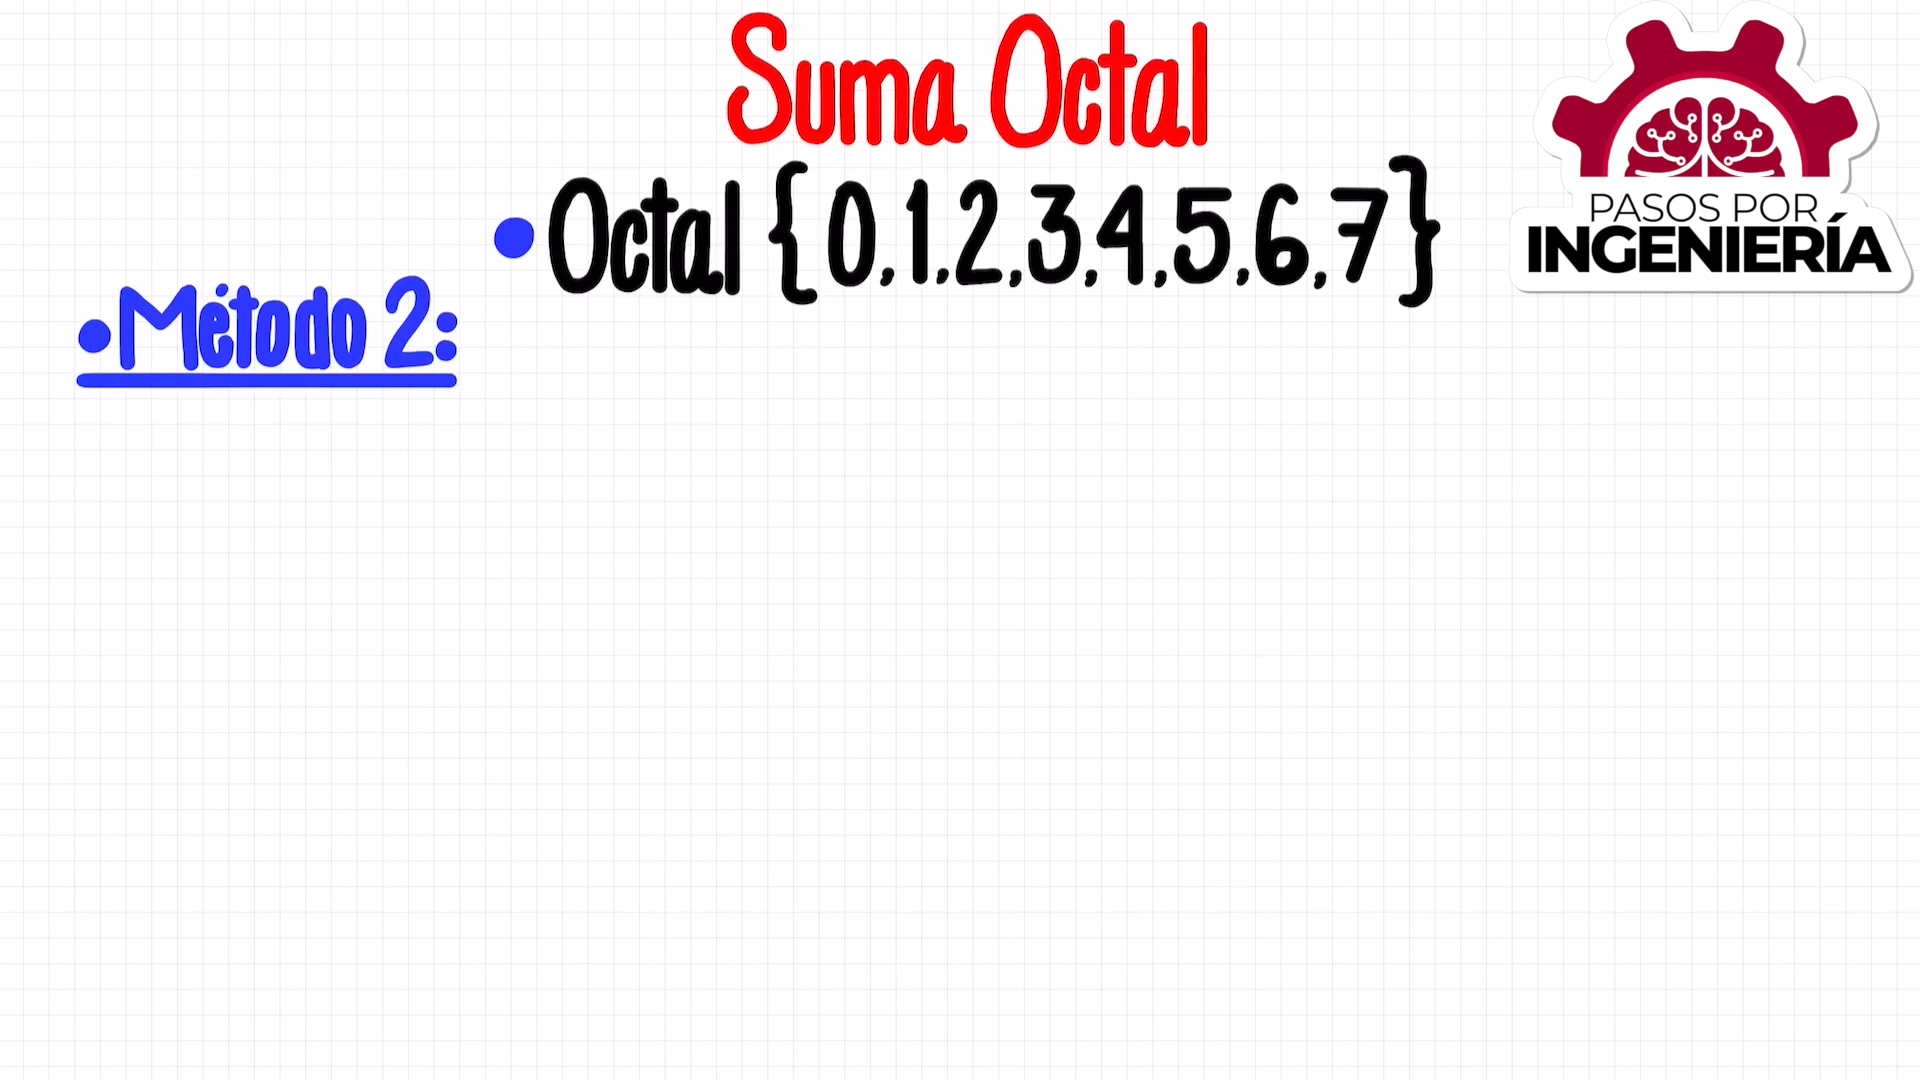 Suma Octal
PASOS POR
INGENIERÍA
• Octal {0,1,2,3,4,5,6,7}
• Método 2: